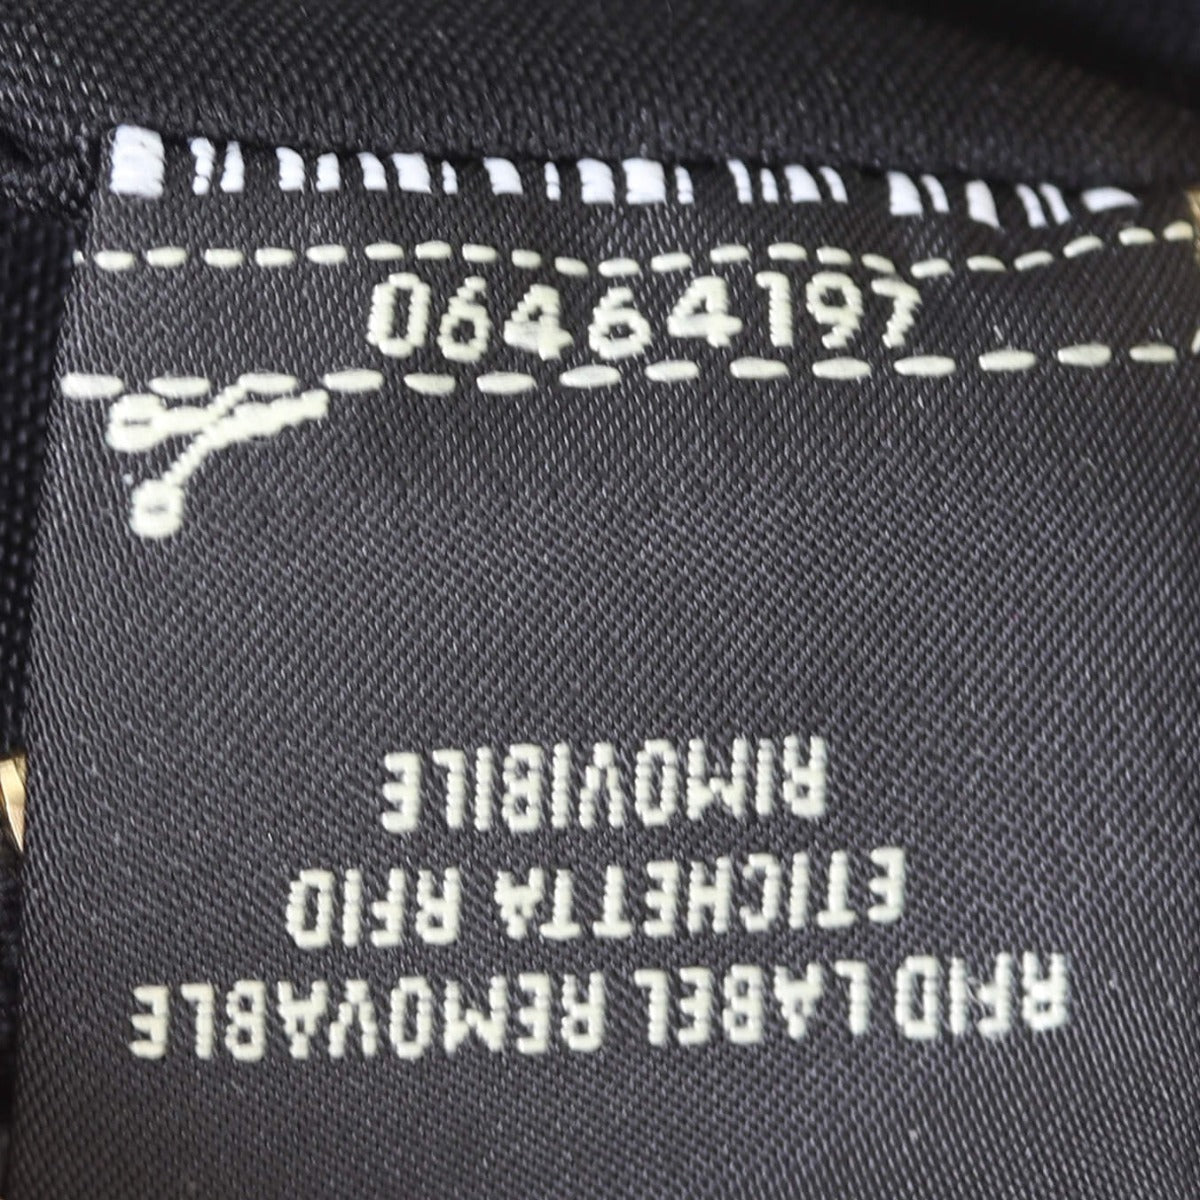 06464197
RFID LABEL REMOVABLE
ETICHETTA RFID
RIMOVIBILE